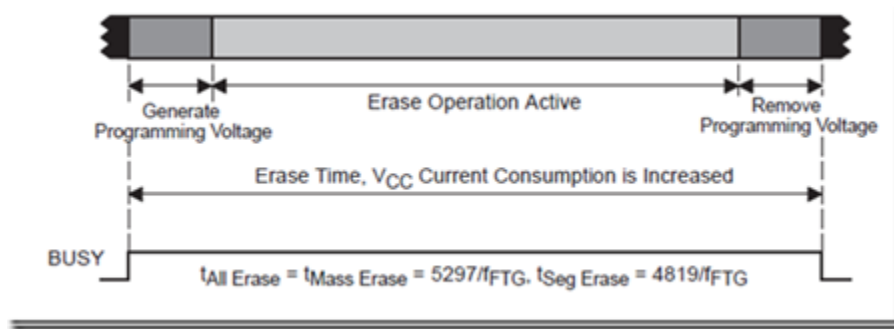 Generate
Programming Voltage
Erase Operation Active
Remove
Programming Voltage
Erase Time, VCC Current Consumption is Increased
BUSY
tAll Erase = tMass Erase = 5297/fFTG, tSeg Erase = 4819/fFTG